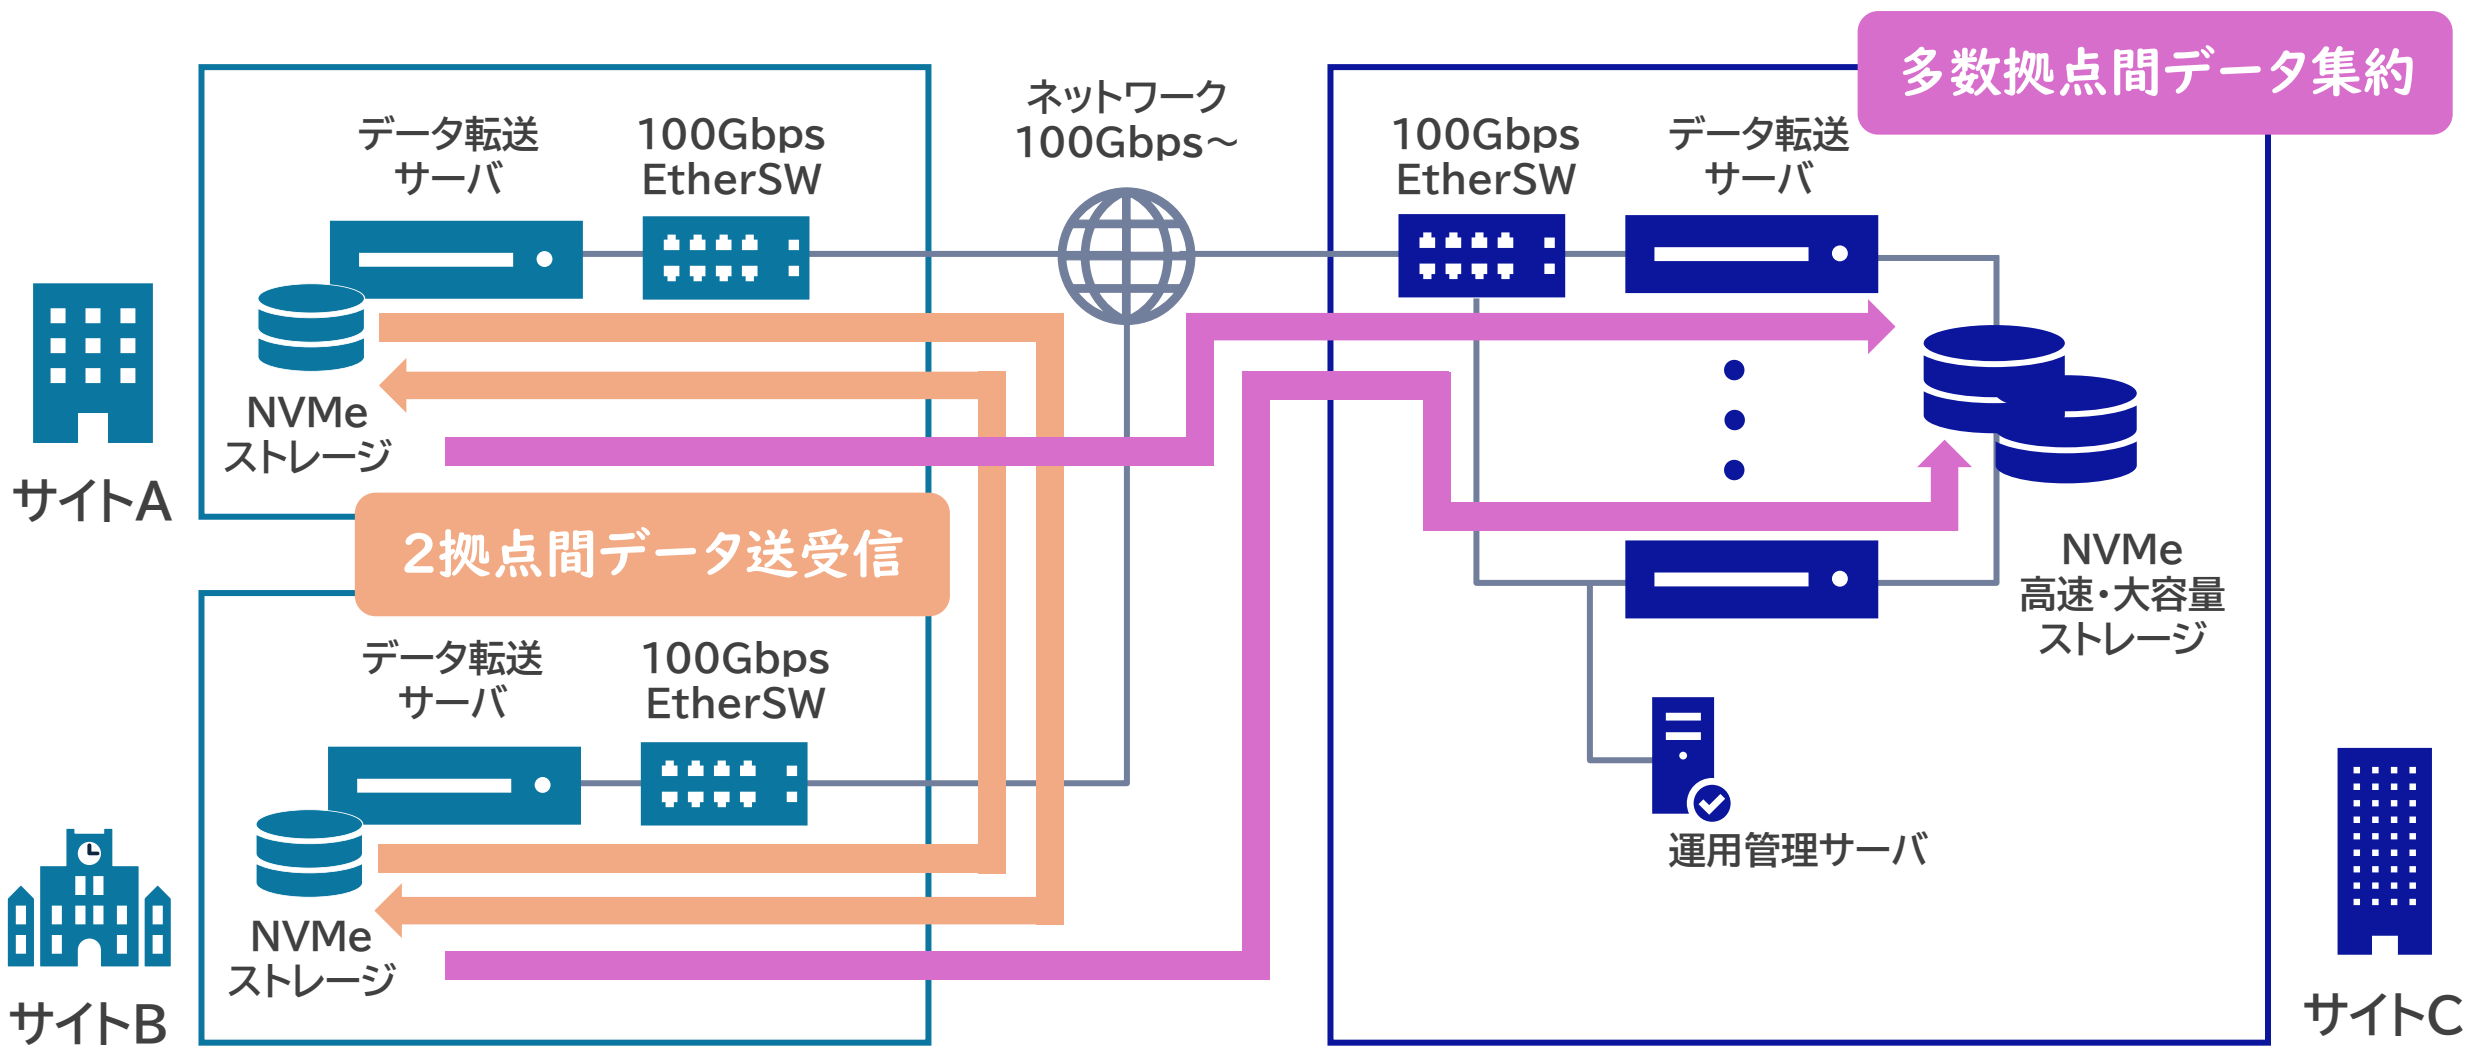 多数拠点間データ集約
ネットワーク
100Gbps～
データ転送
サーバ
100Gbps
EtherSW
NVMe
ストレージ
サイトA
2拠点間データ送受信
データ転送
サーバ
100Gbps
EtherSW
NVMe
ストレージ
サイトB
100Gbps
EtherSW
データ転送
サーバ
NVMe
高速・大容量
ストレージ
運用管理サーバ
サイトC